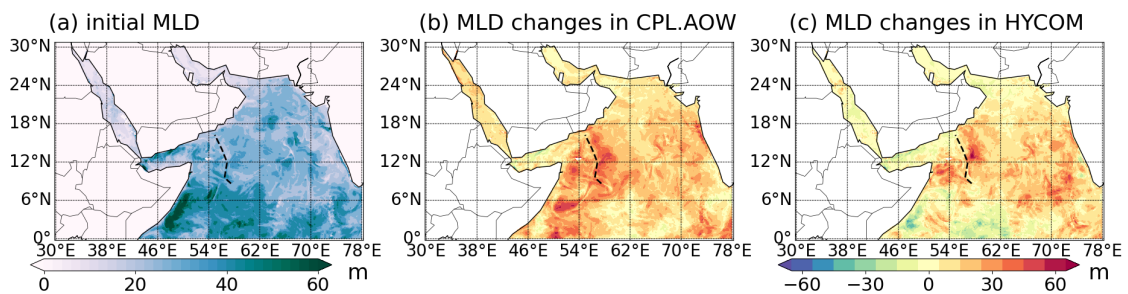 (a) initial MLD
(b) MLD changes in CPL.AOW
(c) MLD changes in HYCOM
30°N
24°N
18°N
12°N
6°N
0°
30°E 38°E 46°E 54°E 62°E 70°E 78°E
30°N
24°N
18°N
12°N
6°N
0°
30°E 38°E 46°E 54°E 62°E 70°E 78°E
30°N
24°N
18°N
12°N
6°N
0°
30°E 38°E 46°E 54°E 62°E 70°E 78°E
0 20 40 60 m
−60 −30 0 30 60 m